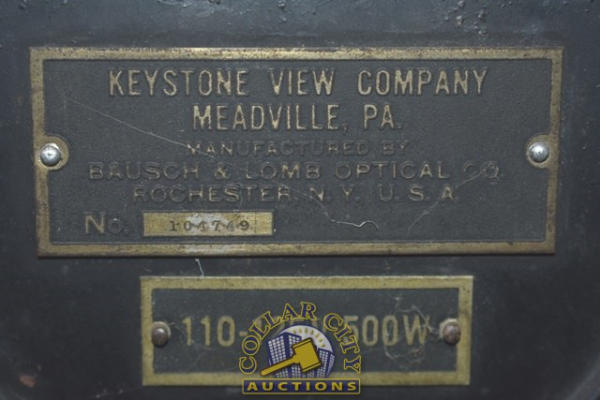 KEYSTONE VIEW COMPANY
MEADVILLE, PA.
MANUFACTURED BY
BAUSCH & LOMB OPTICAL CO.
ROCHESTER, N. Y., U. S. A.
No. 104749
110- 500W
COLLAR CITY
AUCTIONS